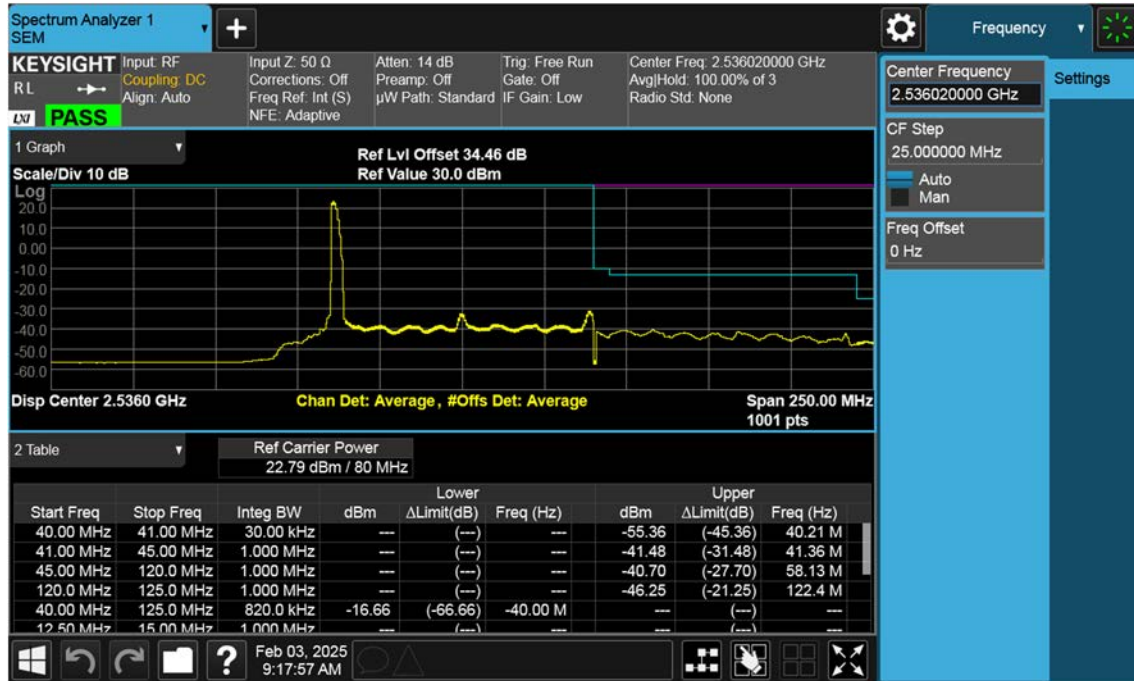 Spectrum Analyzer 1
SEM
Frequency
KEYSIGHT
R L
LXI
PASS
Input: RF
Coupling: DC
Align: Auto
Input Z: 50 Ω
Corrections: Off
Freq Ref: Int (S)
NFE: Adaptive
Atten: 14 dB
Preamp: Off
µW Path: Standard
Trig: Free Run
Gate: Off
IF Gain: Low
Center Freq: 2.536020000 GHz
Avg|Hold: 100.00% of 3
Radio Std: None
Center Frequency
2.536020000 GHz
Settings
CF Step
25.000000 MHz
Auto
Man
Freq Offset
0 Hz
1 Graph
Scale/Div 10 dB
Ref Lvl Offset 34.46 dB
Ref Value 30.0 dBm
Log
20.0
10.0
0.00
-10.0
-20.0
-30.0
-40.0
-50.0
-60.0
Disp Center 2.5360 GHz
Chan Det: Average, #Offs Det: Average
Span 250.00 MHz
1001 pts
2 Table
Ref Carrier Power
22.79 dBm / 80 MHz
Lower Upper
Start Freq Stop Freq Integ BW dBm ΔLimit(dB) Freq (Hz) dBm ΔLimit(dB) Freq (Hz)
40.00 MHz 41.00 MHz 30.00 kHz --- (---) --- -55.36 (-45.36) 40.21 M
41.00 MHz 45.00 MHz 1.000 MHz --- (---) --- -41.48 (-31.48) 41.36 M
45.00 MHz 120.0 MHz 1.000 MHz --- (---) --- -40.70 (-27.70) 58.13 M
120.0 MHz 125.0 MHz 1.000 MHz --- (---) --- -46.25 (-21.25) 122.4 M
40.00 MHz 125.0 MHz 820.0 kHz -16.66 (-66.66) -40.00 M --- (---) ---
12.50 MHz 15.00 MHz 1.000 MHz --- (---) --- --- (---) ---
?
Feb 03, 2025
9:17:57 AM